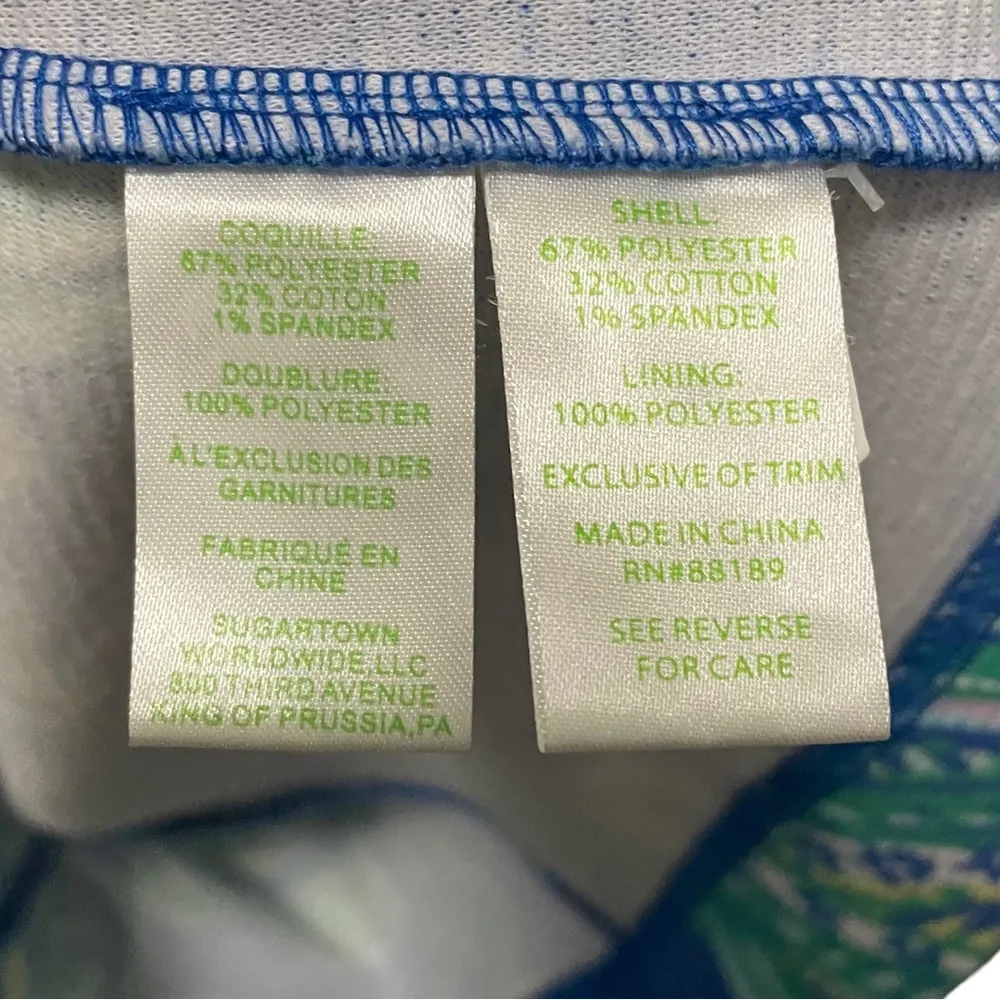 COQUILLE:
67% POLYESTER
32% COTON
1% SPANDEX
DOUBLURE:
100% POLYESTER
À L'EXCLUSION DES
GARNITURES
FABRIQUÉ EN
CHINE
SUGARTOWN
WORLDWIDE, LLC
800 THIRD AVENUE
KING OF PRUSSIA, PA
SHELL:
67% POLYESTER
32% COTTON
1% SPANDEX
LINING:
100% POLYESTER
EXCLUSIVE OF TRIM
MADE IN CHINA
RN#88189
SEE REVERSE
FOR CARE